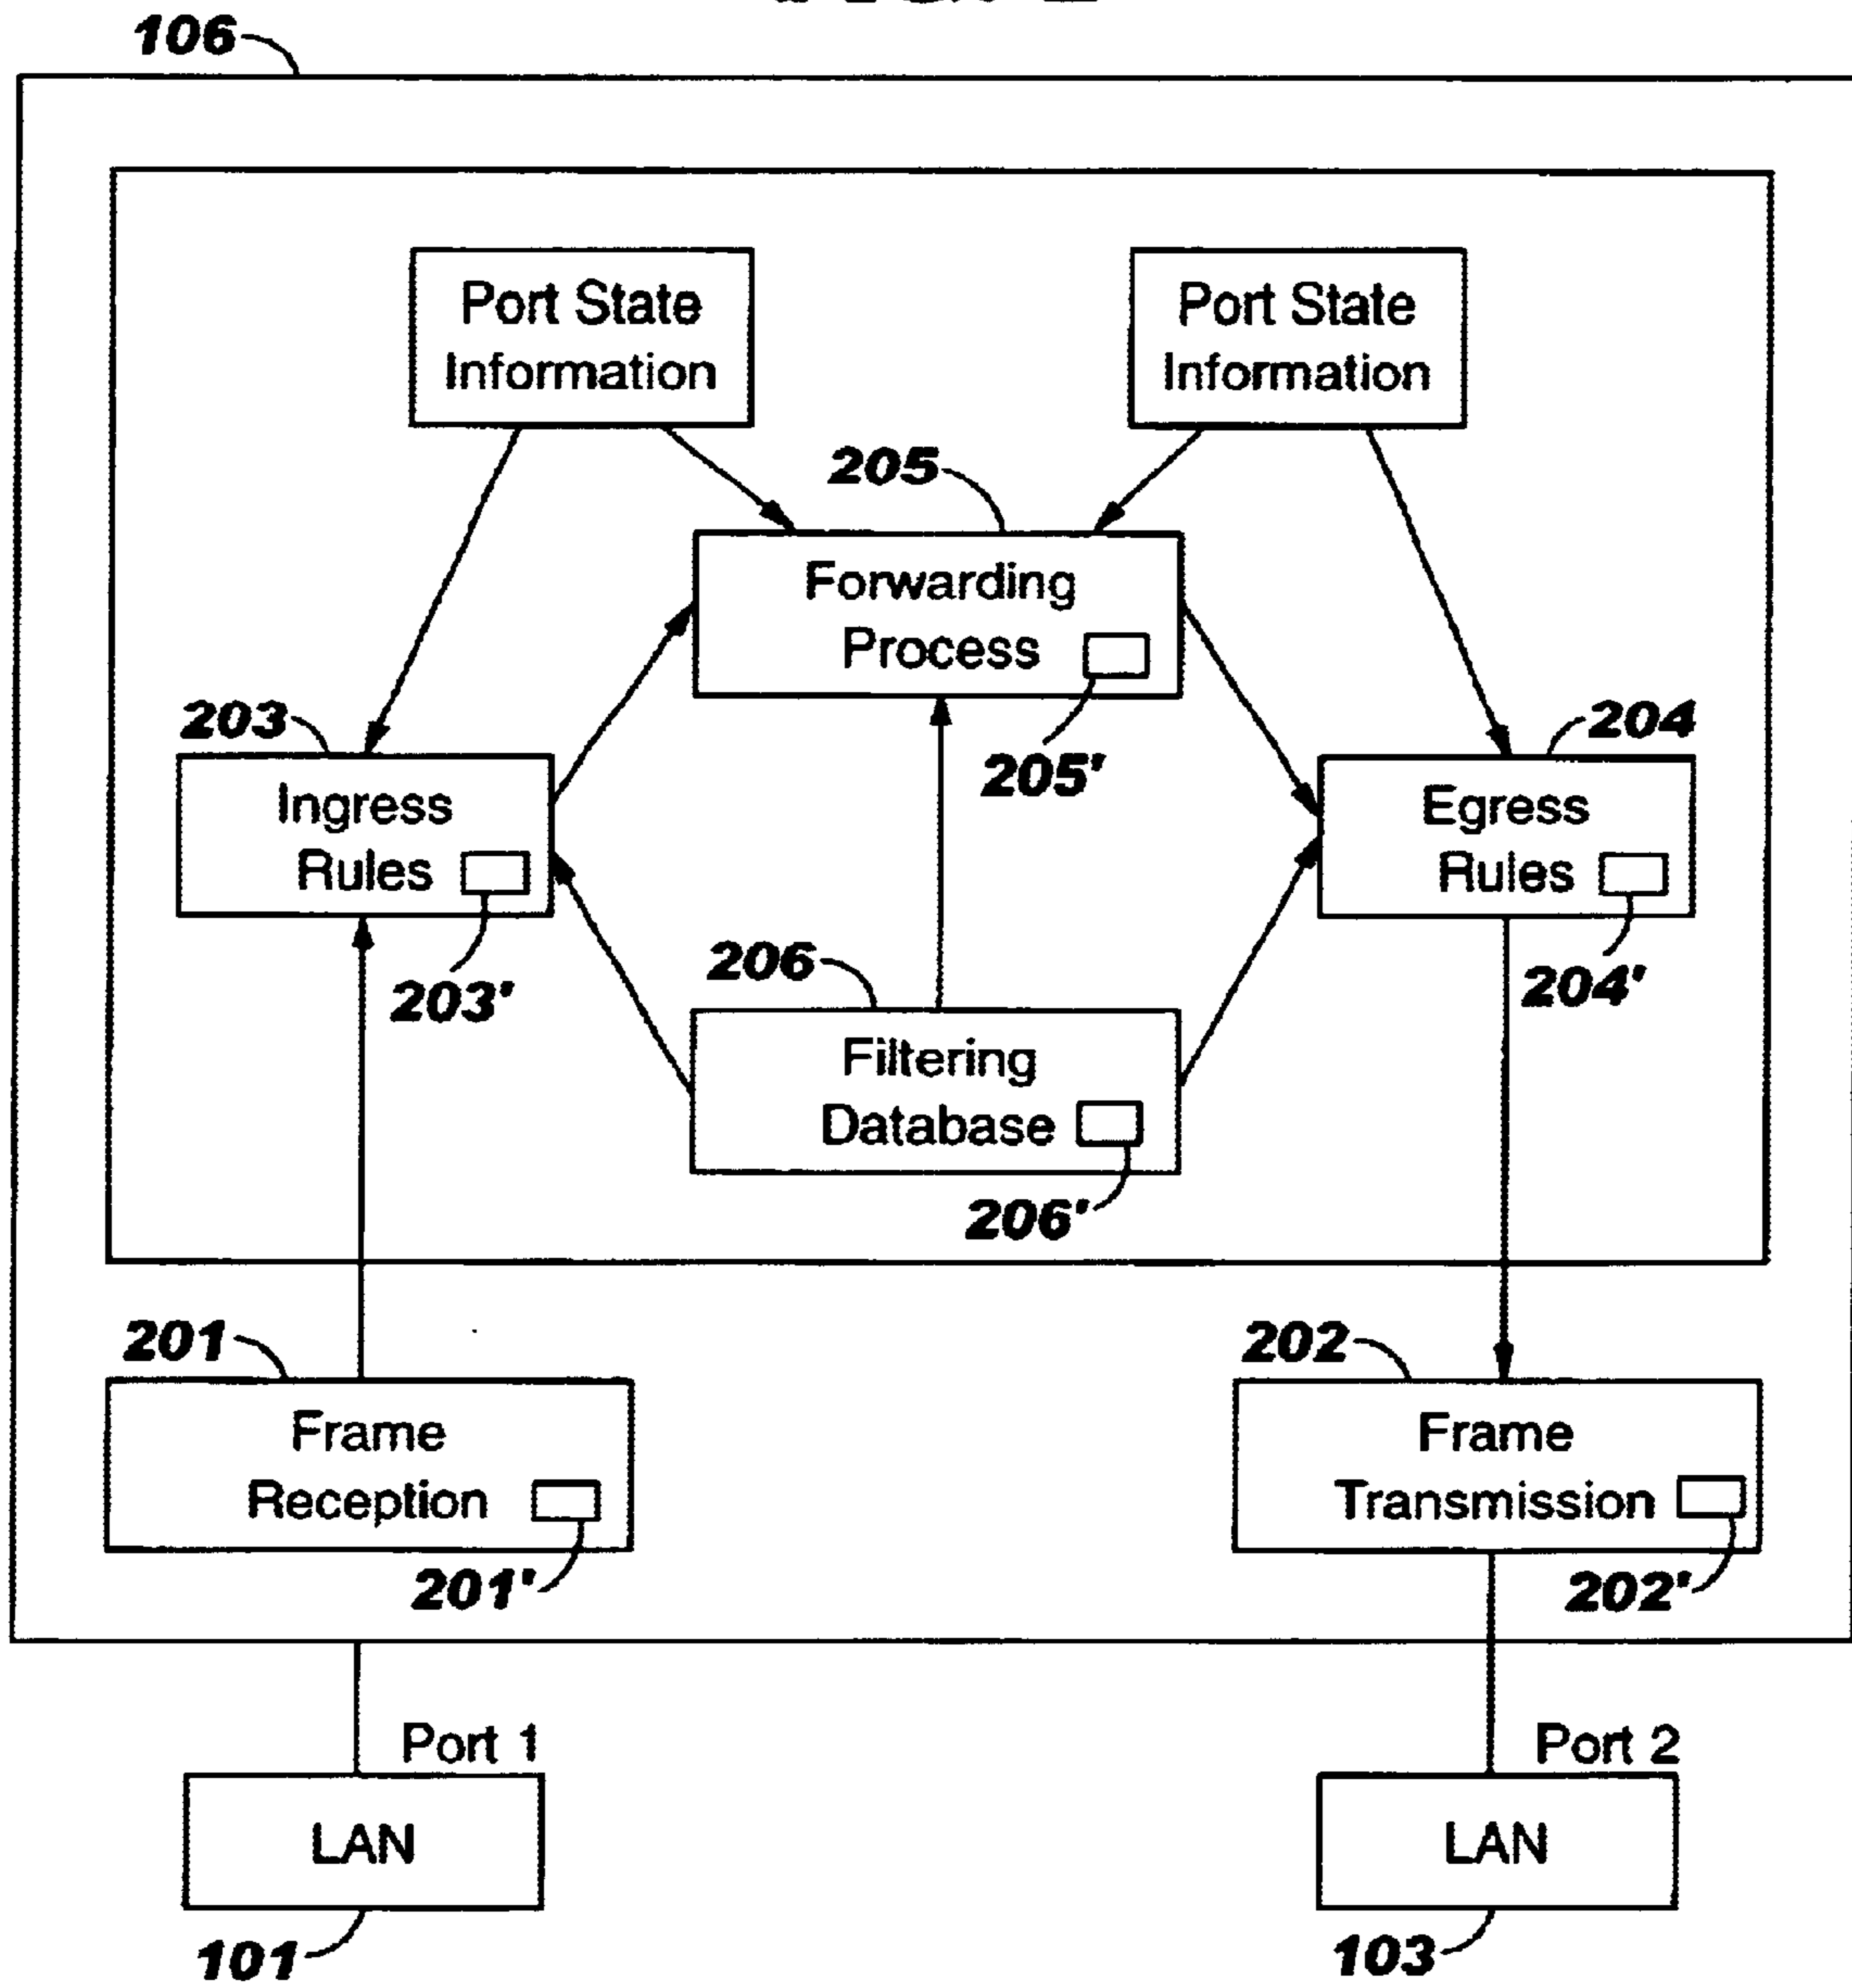 106
Port State
Information
Port State
Information
205
Forwarding
Process
205'
203
Ingress
Rules
203'
204
Egress
Rules
204'
206
Filtering
Database
206'
201
Frame
Reception
201'
202
Frame
Transmission
202'
Port 1
LAN
101
Port 2
LAN
103